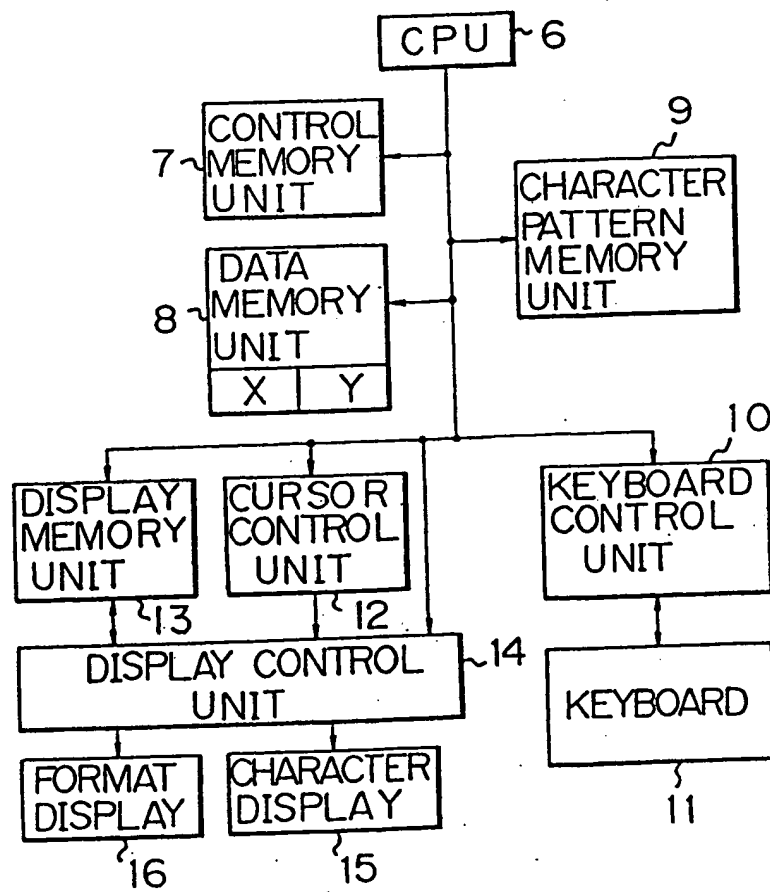 CPU
6
CONTROL
MEMORY
UNIT
7
9
CHARACTER
PATTERN
MEMORY
UNIT
DATA
MEMORY
UNIT
8
X Y
10
DISPLAY
MEMORY
UNIT
13
CURSOR
CONTROL
UNIT
12
KEYBOARD
CONTROL
UNIT
DISPLAY CONTROL
UNIT
14
KEYBOARD
11
FORMAT
DISPLAY
16
CHARACTER
DISPLAY
15